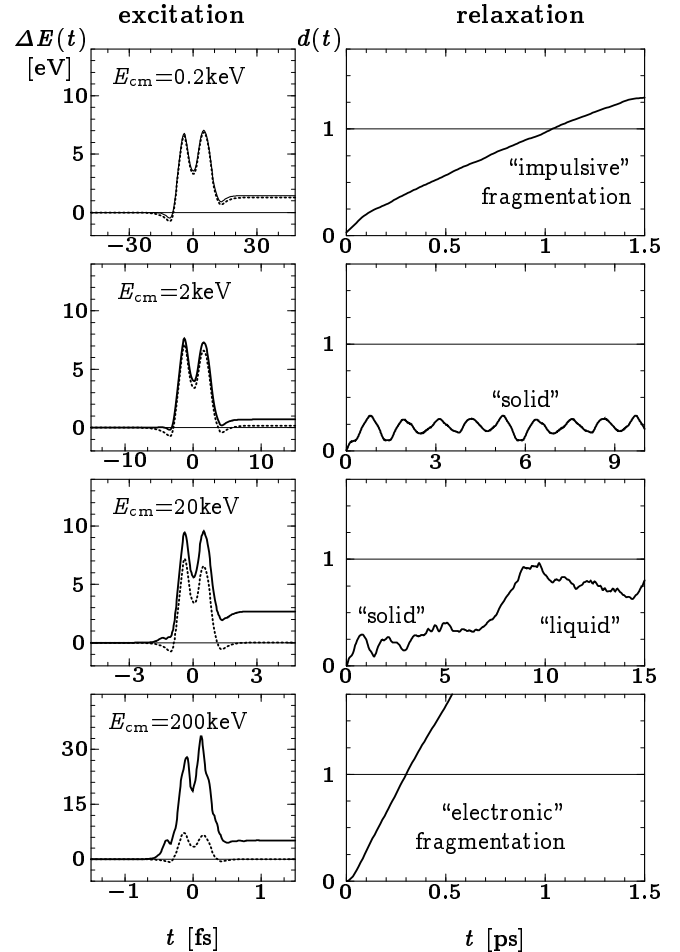 excitation relaxation
ΔE(t) d(t)
[eV]
E_cm=0.2keV
10
5
0
−30 0 30
1
0
"impulsive"
fragmentation
0 0.5 1 1.5
E_cm=2keV
10
5
0
−10 0 10
1
0
"solid"
0 3 6 9
E_cm=20keV
10
5
0
−3 0 3
1
0
"solid"
"liquid"
0 5 10 15
E_cm=200keV
30
15
0
−1 0 1
1
0
"electronic"
fragmentation
0 0.5 1 1.5
t [fs] t [ps]